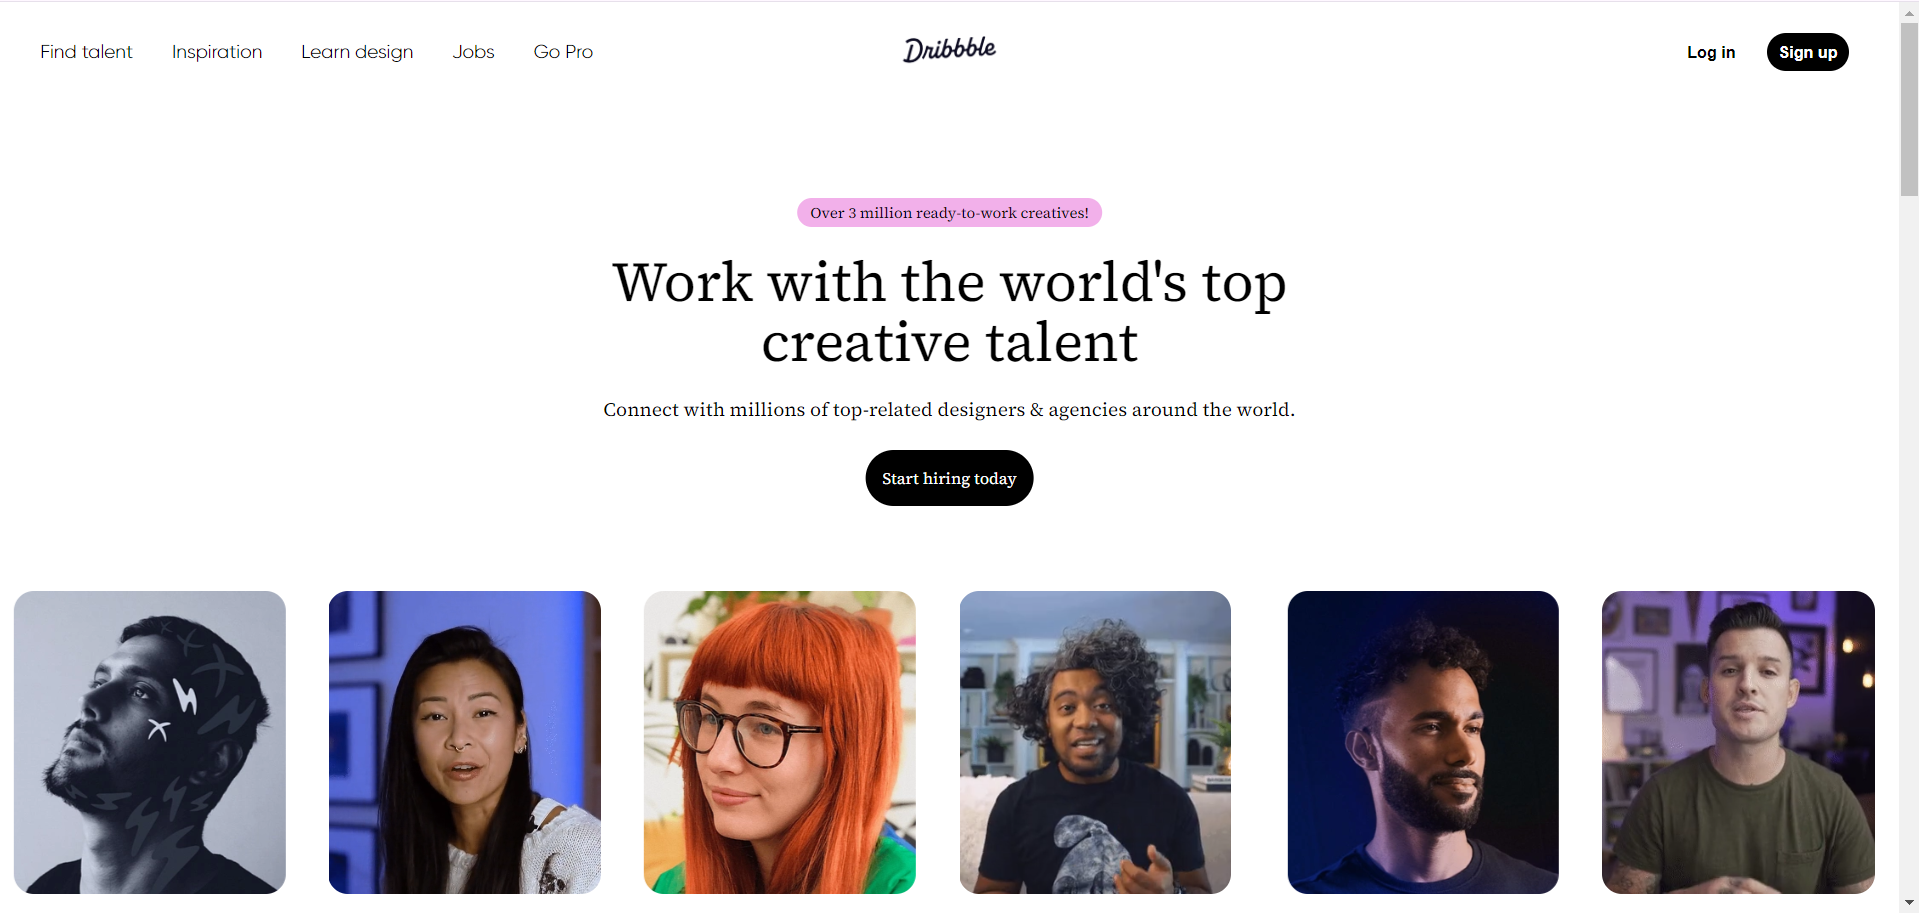 Find talent
Inspiration
Learn design
Jobs
Go Pro
Dribbble
Log in
Sign up
Over 3 million ready-to-work creatives!
Work with the world's top
creative talent
Connect with millions of top-related designers & agencies around the world.
Start hiring today